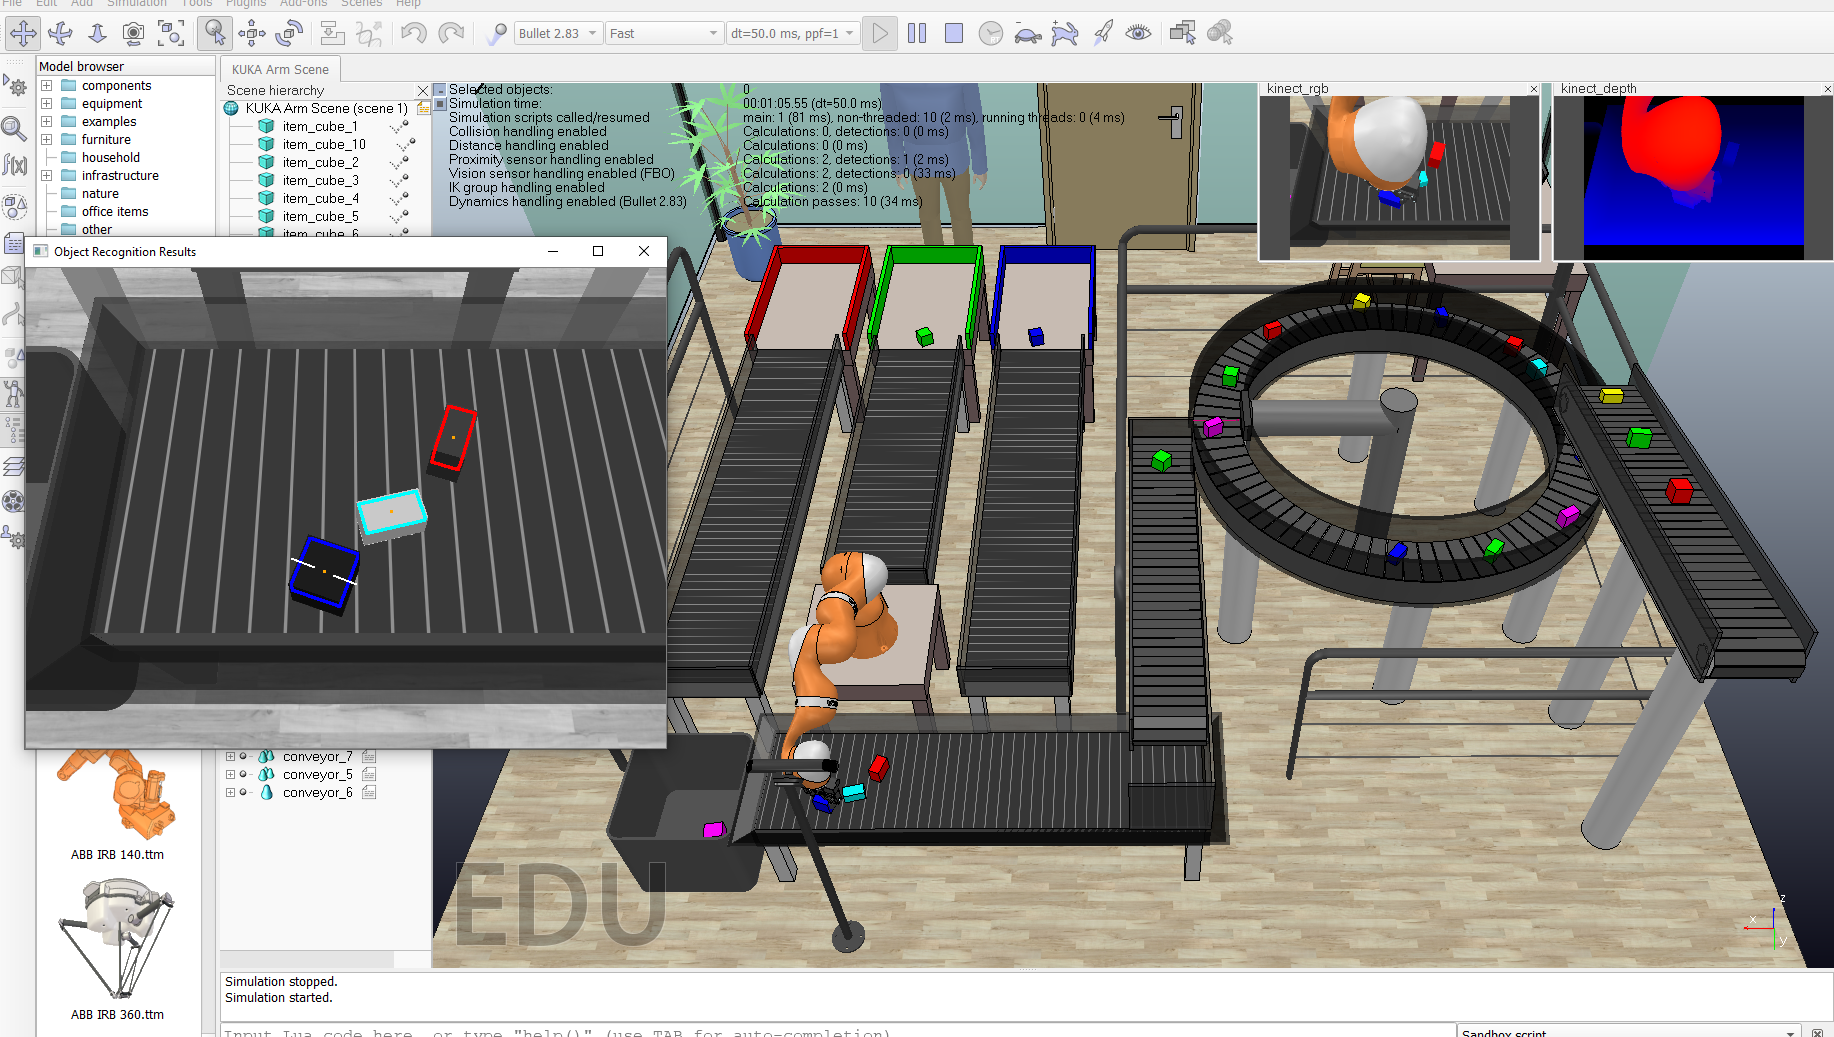 File Edit Add Simulation Tools Plugins Add-ons Scenes Help
Bullet 2.83 Fast dt=50.0 ms, ppf=1
Model browser
components
equipment
examples
furniture
household
infrastructure
nature
office items
other
KUKA Arm Scene
Scene hierarchy
KUKA Arm Scene (scene 1)
item_cube_1
item_cube_10
item_cube_2
item_cube_3
item_cube_4
item_cube_5
item_cube_6
Selected objects: 0
Simulation time: 00:01:05.55 (dt=50.0 ms)
Simulation scripts called/resumed main: 1 (81 ms), non-threaded: 10 (2 ms), running threads: 0 (4 ms)
Collision handling enabled Calculations: 0, detections: 0 (0 ms)
Distance handling enabled Calculations: 0 (0 ms)
Proximity sensor handling enabled Calculations: 2, detections: 1 (2 ms)
Vision sensor handling enabled (FBO) Calculations: 2, detections: 0 (33 ms)
IK group handling enabled Calculations: 2 (0 ms)
Dynamics handling enabled (Bullet 2.83) Calculation passes: 10 (34 ms)
kinect_rgb
kinect_depth
Object Recognition Results
conveyor_7
conveyor_5
conveyor_6
ABB IRB 140.ttm
ABB IRB 360.ttm
EDU
z
x
y
Simulation stopped.
Simulation started.
Input Lua code here, or type "help()" (use TAB for auto-completion)
Sandbox script